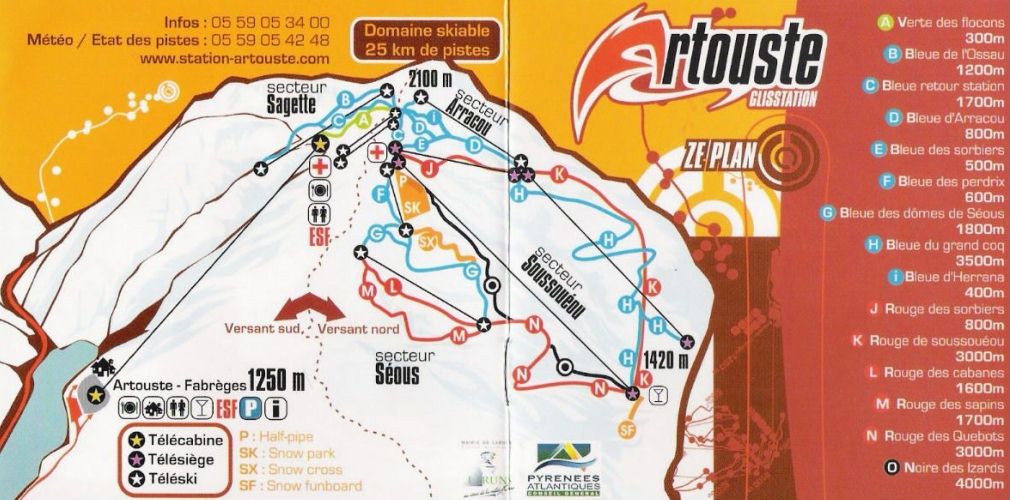 Infos : 05 59 05 34 00
Météo / Etat des pistes : 05 59 05 42 48
www.station-artouste.com
Domaine skiable
25 km de pistes
Artouste
GLISSTATION
ZE PLAN
secteur
Sagette
2100 m
secteur
Arracou
B
C
A
I
D
C
D
E
D
J
K
H
H
F
P
SK
ESF
G
SX
G
secteur
Soussouéou
H
K
M
L
H
H
Versant sud
Versant nord
M
N
N
secteur
Séous
N
O
H
K
1420 m
SF
Artouste - Fabrèges 1250 m
ESF
P
i
Télécabine
Télésiège
Téléski
P : Half-pipe
SK : Snow park
SX : Snow cross
SF : Snow funboard
PYRENEES
ATLANTIQUES
CONSEIL GENERAL
A Verte des flocons
300m
B Bleue de l'Ossau
1200m
C Bleue retour station
1700m
D Bleue d'Arracou
800m
E Bleue des sorbiers
500m
F Bleue des perdrix
600m
G Bleue des dômes de Séous
1800m
H Bleue du grand coq
3500m
i Bleue d'Herrana
400m
J Rouge des sorbiers
800m
K Rouge de soussouéou
3000m
L Rouge des cabanes
1600m
M Rouge des sapins
1700m
N Rouge des Quebots
3000m
O Noire des Izards
4000m